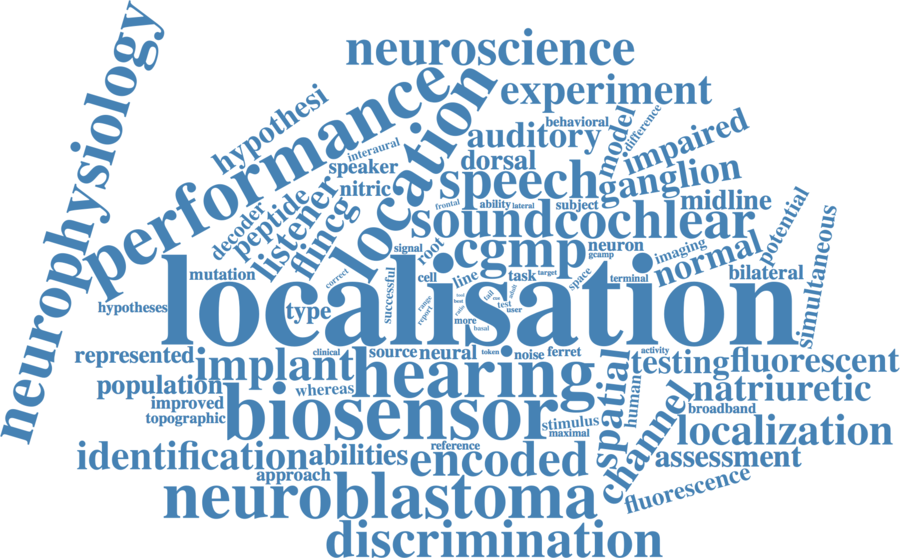 neuroscience
neurophysiology
experiment
performance
location
hypothesi
behavioral
difference
model
auditory
impaired
interaural
speaker
dorsal
nitric
speech
ganglion
peptide
listener
decoder
flincg
frontal
ability
lateral
subject
midline
sound
cochlear
potential
simultaneous
signal
root
cgmp
neuron
gcamp
imaging
normal
bilateral
mutation
correct
successful
cell
line
task
target
space
terminal
localisation
hypotheses
type
range
report
tool
best
rate
more
basal
tail
test
user
adult
represented
implant
clinical
source
neural
token
noise
ferret
activity
testing
fluorescent
population
whereas
hearing
spatial
human
natriuretic
improved
topographic
biosensor
stimulus
maximal
channel
broadband
localization
identification
abilities
reference
encoded
assessment
approach
fluorescence
neuroblastoma
discrimination